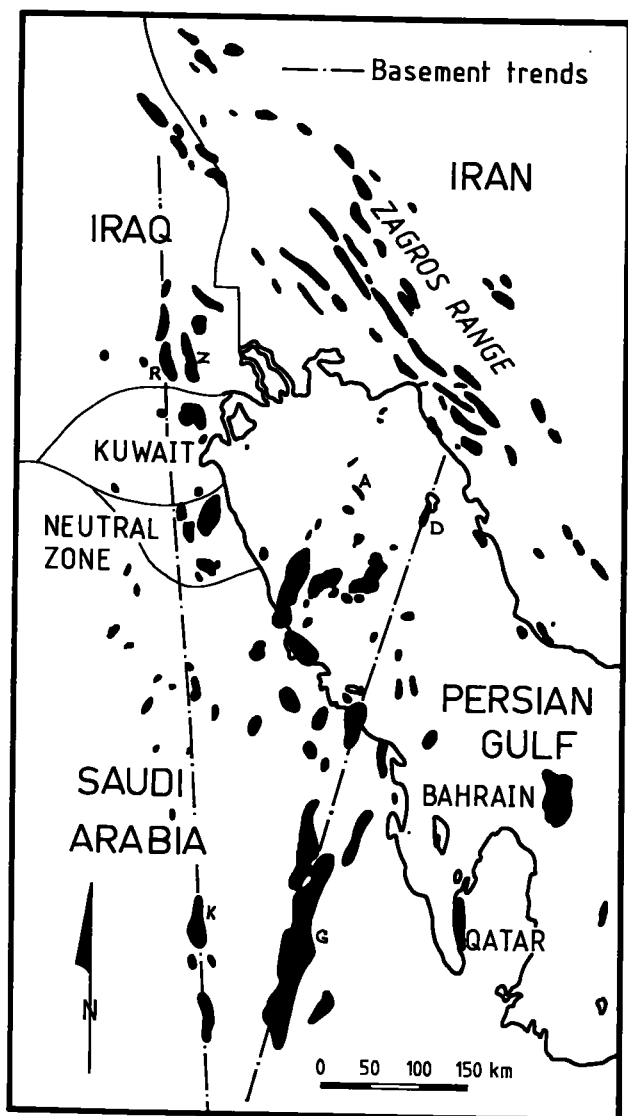 Basement trends
IRAN
ZAGROS RANGE
IRAQ
R
Z
KUWAIT
A
D
NEUTRAL
ZONE
PERSIAN
GULF
SAUDI
ARABIA
BAHRAIN
K
G
QATAR
N
0 50 100 150 km